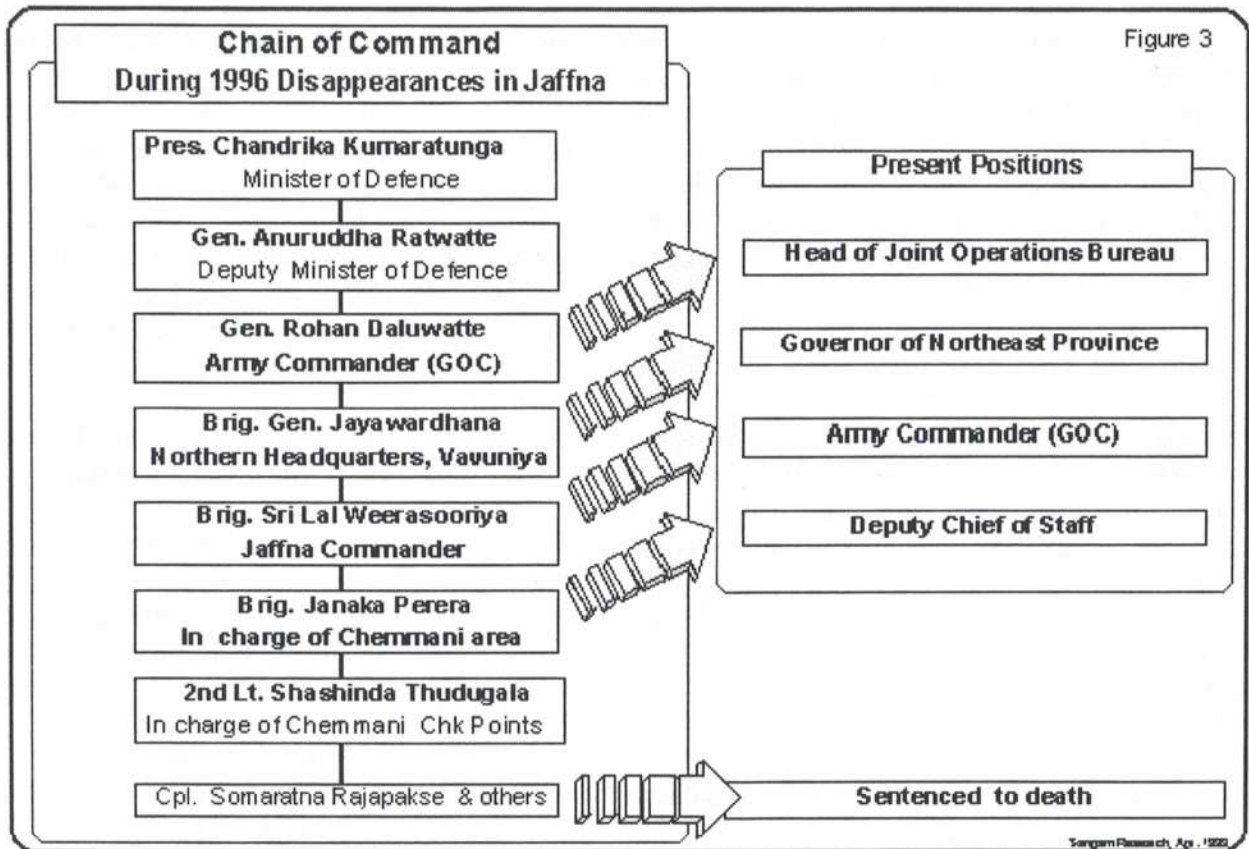 Figure 3
Chain of Command
During 1996 Disappearances in Jaffna
Pres. Chandrika Kumaratunga
Minister of Defence
Gen. Anuruddha Ratwatte
Deputy Minister of Defence
Gen. Rohan Daluwatte
Army Commander (GOC)
Brig. Gen. Jayawardhana
Northern Headquarters, Vavuniya
Brig. Sri Lal Weerasooriya
Jaffna Commander
Brig. Janaka Perera
In charge of Chemmani area
2nd Lt. Shashinda Thudugala
In charge of Chemmani Chk Points
Cpl. Somaratna Rajapakse & others
Present Positions
Head of Joint Operations Bureau
Governor of Northeast Province
Army Commander (GOC)
Deputy Chief of Staff
Sentenced to death
Sangam Research, Apr. 1999